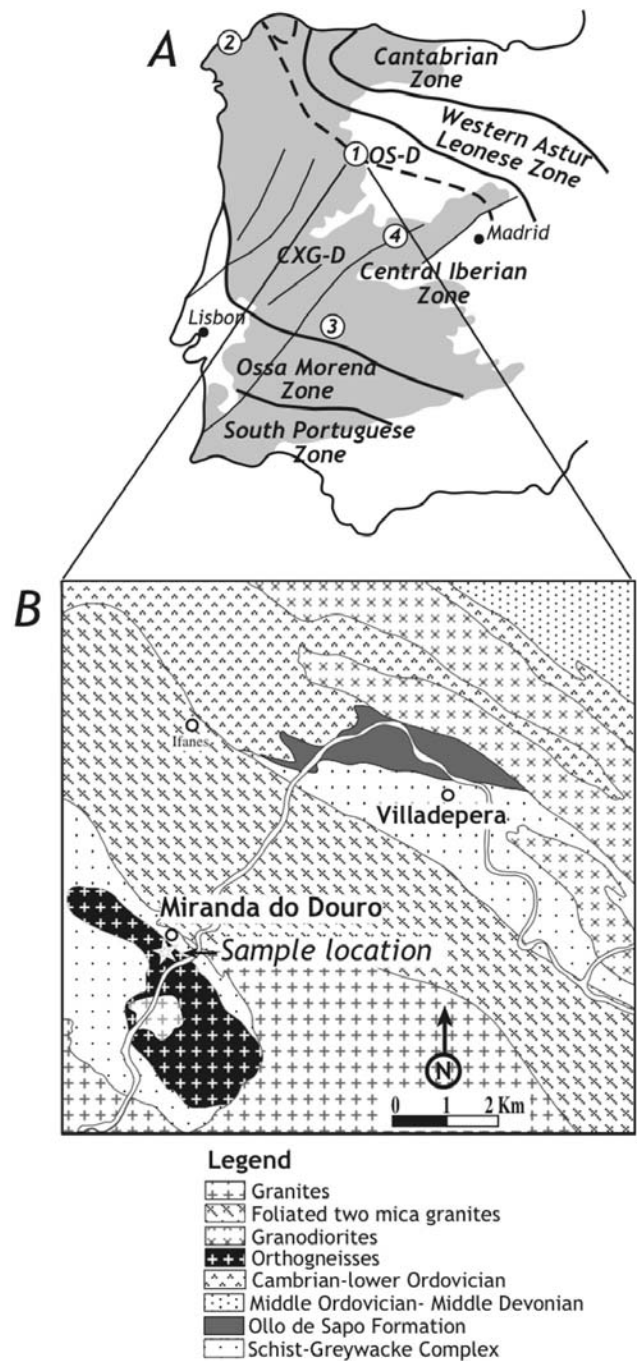 A
2
Cantabrian
Zone
Western Astur
Leonese Zone
1
OS-D
Madrid
4
CXG-D
Central Iberian
Zone
Lisbon
3
Ossa Morena
Zone
South Portuguese
Zone
B
Ifanes
Villadepera
Miranda do Douro
Sample location
N
0 1 2 Km
Legend
Granites
Foliated two mica granites
Granodiorites
Orthogneisses
Cambrian-lower Ordovician
Middle Ordovician- Middle Devonian
Ollo de Sapo Formation
Schist-Greywacke Complex